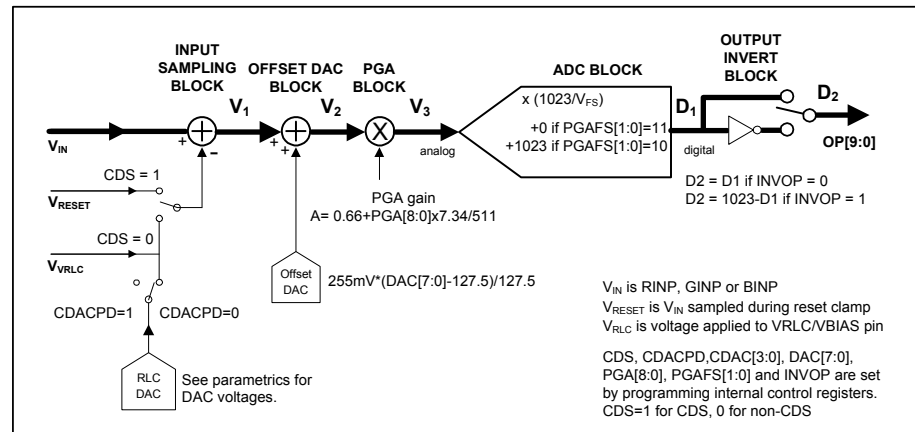 INPUT
SAMPLING
BLOCK
OFFSET DAC
BLOCK
PGA
BLOCK
ADC BLOCK
OUTPUT
INVERT
BLOCK
V1
V2
V3
D1
D2
x (1023/VFS)
+0 if PGAFS[1:0]=11
+1023 if PGAFS[1:0]=10
VIN
+
-
+
+
X
analog
digital
OP[9:0]
CDS = 1
VRESET
CDS = 0
VVRLC
PGA gain
A= 0.66+PGA[8:0]x7.34/511
D2 = D1 if INVOP = 0
D2 = 1023-D1 if INVOP = 1
Offset
DAC
255mV*(DAC[7:0]-127.5)/127.5
CDACPD=1
CDACPD=0
RLC
DAC
See parametrics for
DAC voltages.
VIN is RINP, GINP or BINP
VRESET is VIN sampled during reset clamp
VRLC is voltage applied to VRLC/VBIAS pin
CDS, CDACPD,CDAC[3:0], DAC[7:0],
PGA[8:0], PGAFS[1:0] and INVOP are set
by programming internal control registers.
CDS=1 for CDS, 0 for non-CDS